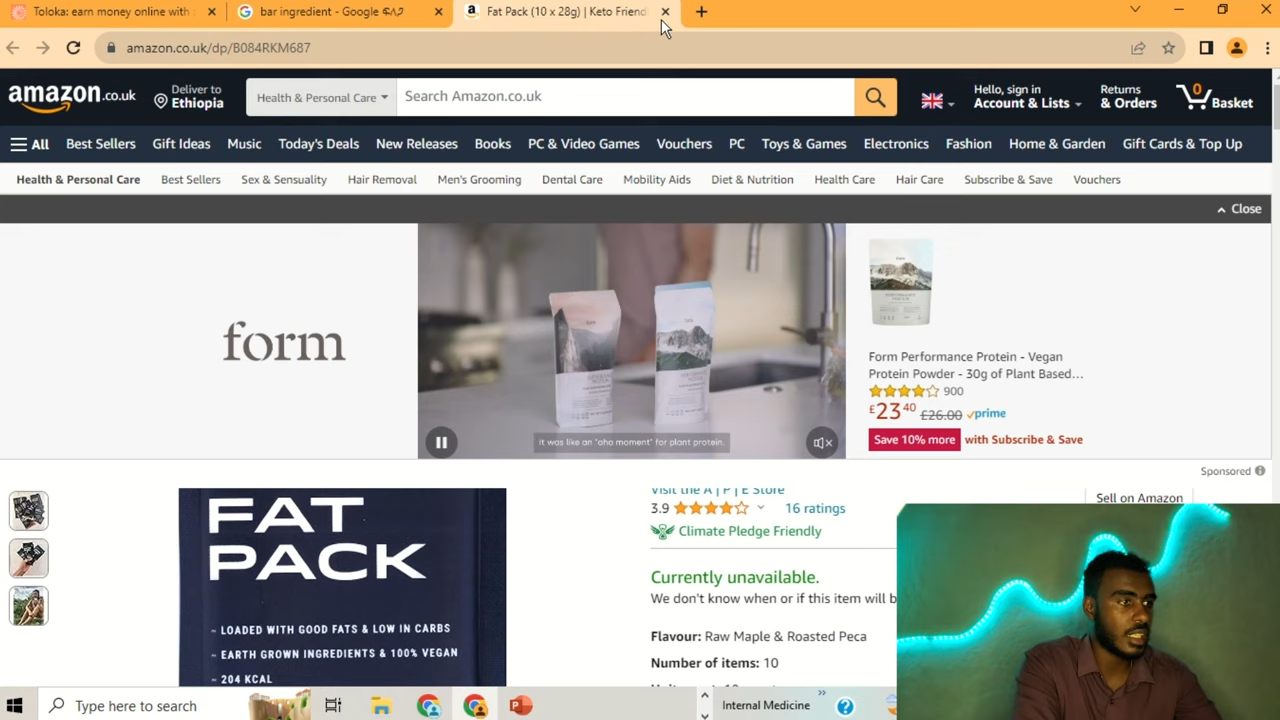 Toloka: earn money online with
bar ingredient - Google ፍለጋ
Fat Pack (10 x 28g) | Keto Friend
amazon.co.uk/dp/B084RKM687
amazon.co.uk
Deliver to
Ethiopia
Health & Personal Care
Search Amazon.co.uk
Hello, sign in
Account & Lists
Returns
& Orders
0
Basket
All
Best Sellers
Gift Ideas
Music
Today's Deals
New Releases
Books
PC & Video Games
Vouchers
PC
Toys & Games
Electronics
Fashion
Home & Garden
Gift Cards & Top Up
Health & Personal Care
Best Sellers
Sex & Sensuality
Hair Removal
Men's Grooming
Dental Care
Mobility Aids
Diet & Nutrition
Health Care
Hair Care
Subscribe & Save
Vouchers
Close
form
It was like an "aha moment" for plant protein.
Form Performance Protein - Vegan
Protein Powder - 30g of Plant Based...
900
£23 40 £26.00 prime
Save 10% more with Subscribe & Save
Sponsored
FAT
PACK
~ LOADED WITH GOOD FATS & LOW IN CARBS
~ EARTH GROWN INGREDIENTS & 100% VEGAN
~ 204 KCAL
Visit the A | P | E Store
3.9
16 ratings
Climate Pledge Friendly
Currently unavailable.
We don't know when or if this item will b
Flavour: Raw Maple & Roasted Peca
Number of items: 10
Sell on Amazon
Type here to search
Internal Medicine